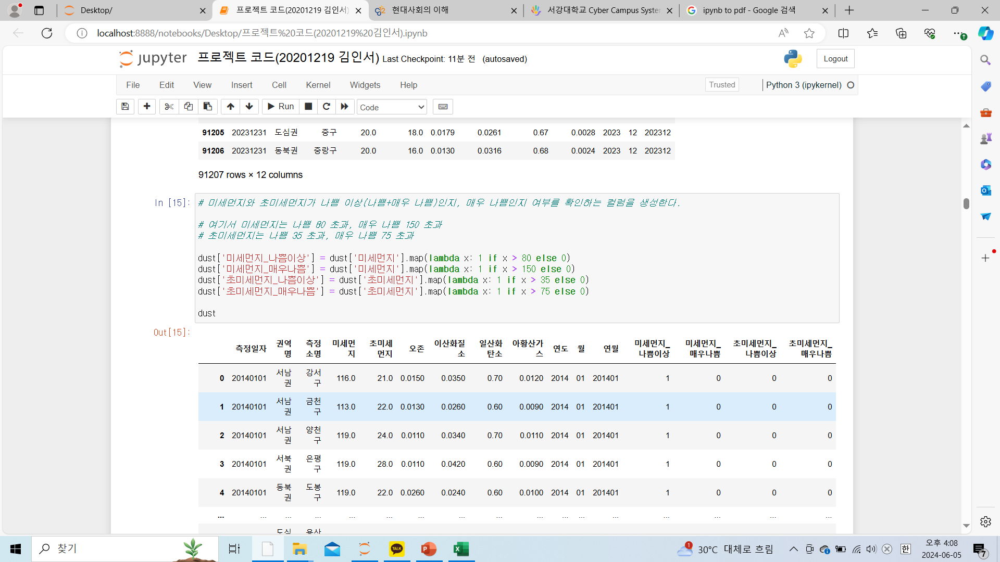 Desktop/
프로젝트 코드(20201219 김인서)
현대사회의 이해
서강대학교 Cyber Campus System
ipynb to pdf - Google 검색
localhost:8888/notebooks/Desktop/프로젝트%20코드(20201219%20김인서).ipynb
jupyter 프로젝트 코드(20201219 김인서) Last Checkpoint: 11분 전 (autosaved)
Logout
File Edit View Insert Cell Kernel Widgets Help
Trusted Python 3 (ipykernel)
Run Code
91205 20231231 도심권 중구 20.0 18.0 0.0179 0.0261 0.67 0.0028 2023 12 202312
91206 20231231 동북권 중랑구 20.0 16.0 0.0130 0.0316 0.68 0.0024 2023 12 202312
91207 rows × 12 columns
In [15]:
# 미세먼지와 초미세먼지가 나쁨 이상(나쁨+매우 나쁨)인지, 매우 나쁨인지 여부를 확인하는 컬럼을 생성한다.
# 여기서 미세먼지는 나쁨 80 초과, 매우 나쁨 150 초과
# 초미세먼지는 나쁨 35 초과, 매우 나쁨 75 초과
dust['미세먼지_나쁨이상'] = dust['미세먼지'].map(lambda x: 1 if x > 80 else 0)
dust['미세먼지_매우나쁨'] = dust['미세먼지'].map(lambda x: 1 if x > 150 else 0)
dust['초미세먼지_나쁨이상'] = dust['초미세먼지'].map(lambda x: 1 if x > 35 else 0)
dust['초미세먼지_매우나쁨'] = dust['초미세먼지'].map(lambda x: 1 if x > 75 else 0)
dust
Out[15]:
측정일자 권역명 측정소명 미세먼지 초미세먼지 오존 이산화질소 일산화탄소 아황산가스 연도 월 연월 미세먼지_나쁨이상 미세먼지_매우나쁨 초미세먼지_나쁨이상 초미세먼지_매우나쁨
0 20140101 서남권 강서구 116.0 21.0 0.0150 0.0350 0.70 0.0120 2014 01 201401 1 0 0 0
1 20140101 서남권 금천구 113.0 22.0 0.0130 0.0260 0.60 0.0090 2014 01 201401 1 0 0 0
2 20140101 서남권 양천구 119.0 24.0 0.0110 0.0340 0.70 0.0110 2014 01 201401 1 0 0 0
3 20140101 서북권 은평구 119.0 28.0 0.0110 0.0420 0.60 0.0090 2014 01 201401 1 0 0 0
4 20140101 동북권 도봉구 119.0 22.0 0.0260 0.0240 0.60 0.0100 2014 01 201401 1 0 0 0
... ... ... ... ... ... ... ... ... ... ... ... ... ... ... ... ...
도심 용산
찾기
TALK
30°C 대체로 흐림
한
오후 4:08
2024-06-05
7